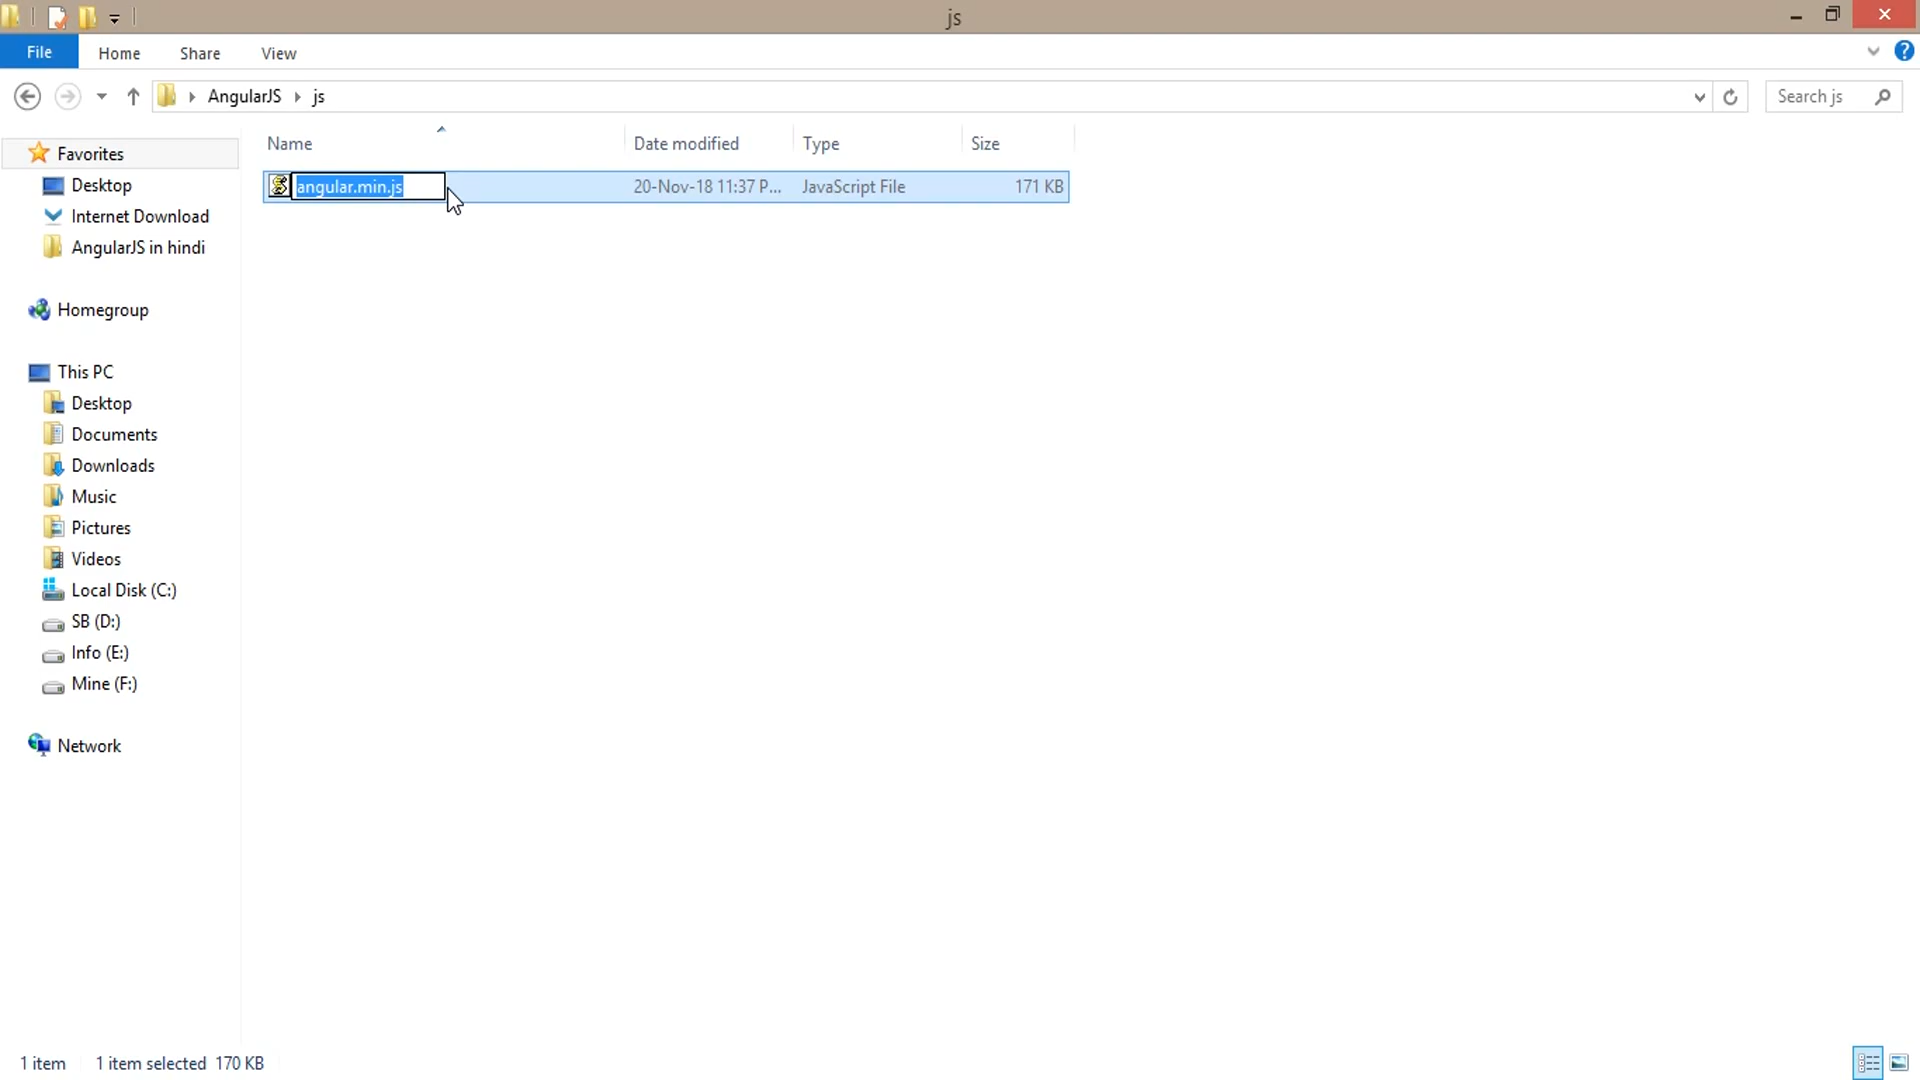 js
File Home Share View
AngularJS js
Search js
Name Date modified Type Size
angular.min.js 20-Nov-18 11:37 P... JavaScript File 171 KB
Favorites
Desktop
Internet Download
AngularJS in hindi
Homegroup
This PC
Desktop
Documents
Downloads
Music
Pictures
Videos
Local Disk (C:)
SB (D:)
Info (E:)
Mine (F:)
Network
1 item 1 item selected 170 KB